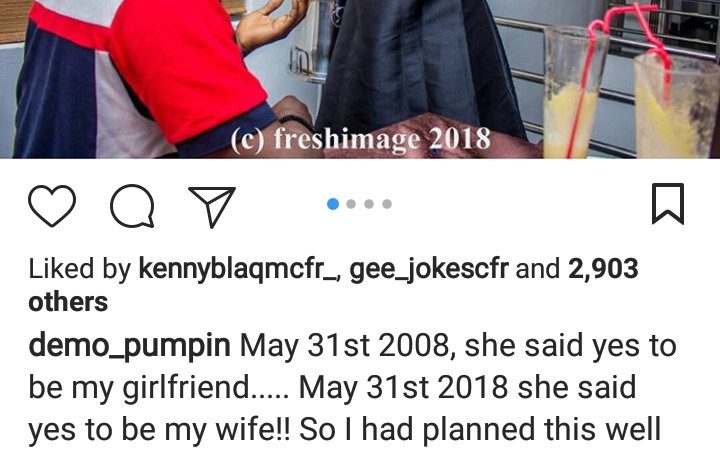 (c) freshimage 2018
Liked by kennyblaqmcfr_, gee_jokescfr and 2,903
others
demo_pumpin May 31st 2008, she said yes to
be my girlfriend..... May 31st 2018 she said
yes to be my wife!! So I had planned this well